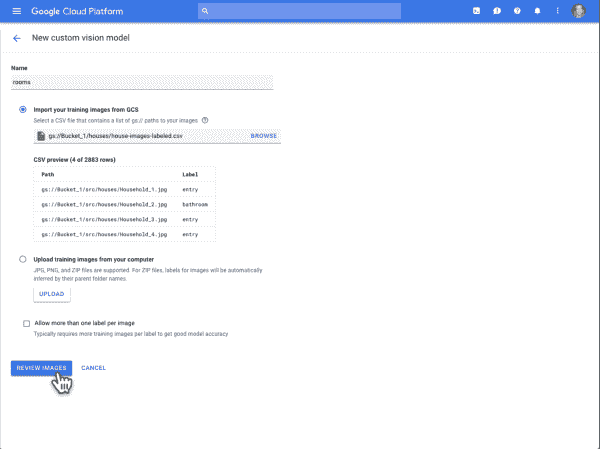 Google Cloud Platform
New custom vision model
Name
rooms
Import your training images from GCS
Select a CSV file that contains a list of gs:// paths to your images
gs://Bucket_1/houses/house-images-labeled.csv BROWSE
CSV preview (4 of 2883 rows)
Path Label
gs://Bucket_1/src/houses/Household_1.jpg entry
gs://Bucket_1/src/houses/Household_2.jpg bathroom
gs://Bucket_1/src/houses/Household_3.jpg entry
gs://Bucket_1/src/houses/Household_4.jpg entry
Upload training images from your computer
JPG, PNG, and ZIP files are supported. For ZIP files, labels for images will be automatically
inferred by their parent folder names.
UPLOAD
Allow more than one label per image
Typically requires more training images per label to get good model accuracy
REVIEW IMAGES CANCEL